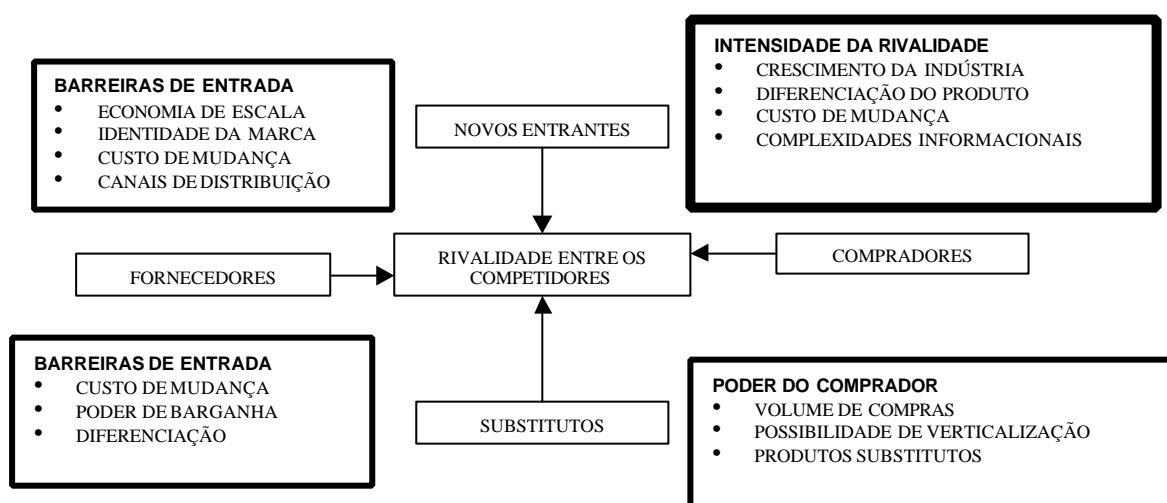 BARREIRAS DE ENTRADA
• ECONOMIA DE ESCALA
• IDENTIDADE DA MARCA
• CUSTO DE MUDANÇA
• CANAIS DE DISTRIBUIÇÃO
NOVOS ENTRANTES
INTENSIDADE DA RIVALIDADE
• CRESCIMENTO DA INDÚSTRIA
• DIFERENCIAÇÃO DO PRODUTO
• CUSTO DE MUDANÇA
• COMPLEXIDADES INFORMACIONAIS
FORNECEDORES
RIVALIDADE ENTRE OS
COMPETIDORES
COMPRADORES
BARREIRAS DE ENTRADA
• CUSTO DE MUDANÇA
• PODER DE BARGANHA
• DIFERENCIAÇÃO
SUBSTITUTOS
PODER DO COMPRADOR
• VOLUME DE COMPRAS
• POSSIBILIDADE DE VERTICALIZAÇÃO
• PRODUTOS SUBSTITUTOS